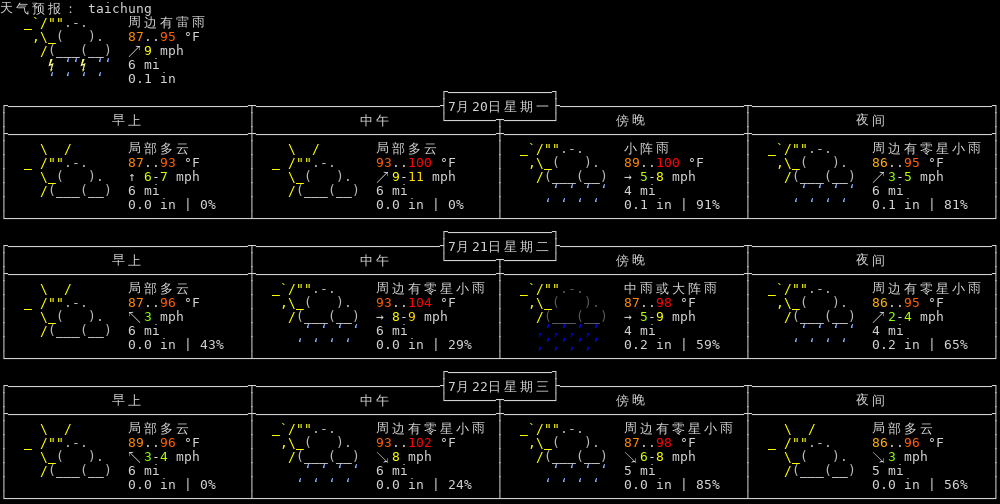 天气预报： taichung
周边有雷雨
87..95 °F
↗ 9 mph
6 mi
0.1 in
7月20日星期一
早上 中午 傍晚 夜间
局部多云 局部多云 小阵雨 周边有零星小雨
87..93 °F 93..100 °F 89..100 °F 86..95 °F
↑ 6-7 mph ↗ 9-11 mph → 5-8 mph ↗ 3-5 mph
6 mi 6 mi 4 mi 6 mi
0.0 in | 0% 0.0 in | 0% 0.1 in | 91% 0.1 in | 81%
7月21日星期二
早上 中午 傍晚 夜间
局部多云 周边有零星小雨 中雨或大阵雨 周边有零星小雨
87..96 °F 93..104 °F 87..98 °F 86..95 °F
↖ 3 mph → 8-9 mph → 5-9 mph ↗ 2-4 mph
6 mi 6 mi 4 mi 4 mi
0.0 in | 43% 0.0 in | 29% 0.2 in | 59% 0.2 in | 65%
7月22日星期三
早上 中午 傍晚 夜间
局部多云 周边有零星小雨 周边有零星小雨 局部多云
89..96 °F 93..102 °F 87..98 °F 86..96 °F
↖ 3-4 mph ↘ 8 mph ↘ 6-8 mph ↘ 3 mph
6 mi 6 mi 5 mi 5 mi
0.0 in | 0% 0.0 in | 24% 0.0 in | 85% 0.0 in | 56%